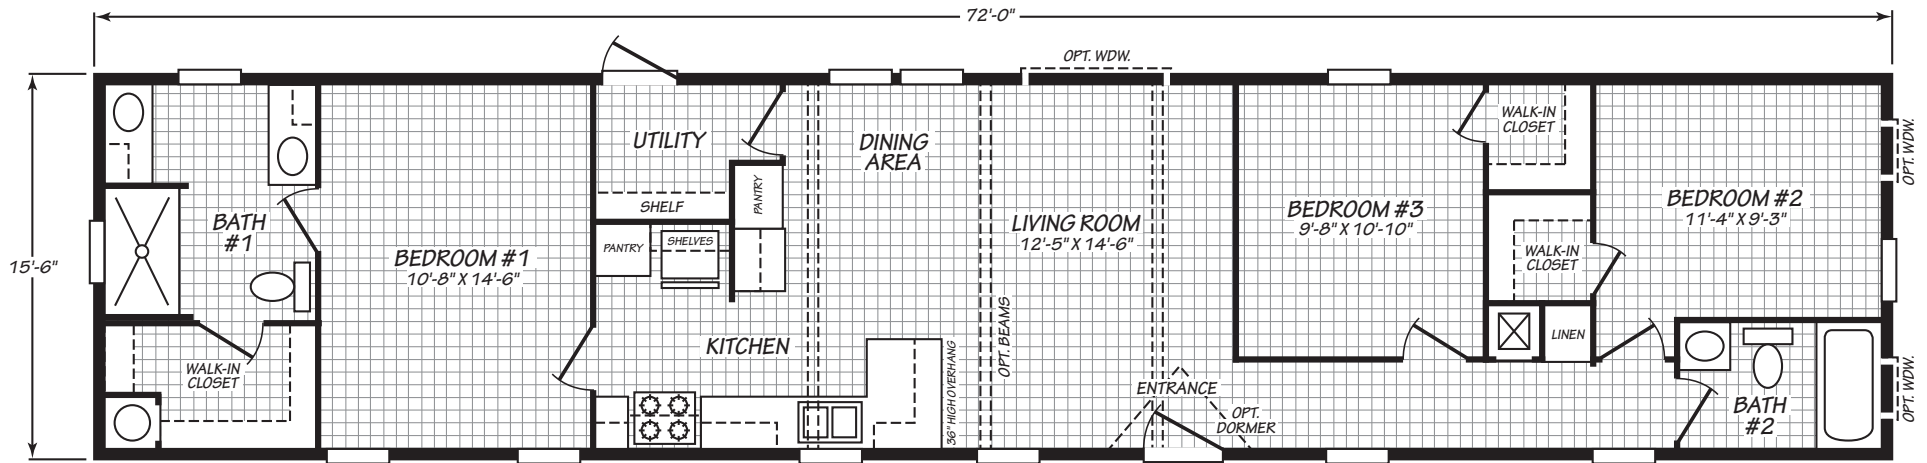 72'-0"
15'-6"
OPT. WDW.
BATH
#1
WALK-IN
CLOSET
BEDROOM #1
10'-8" X 14'-6"
UTILITY
SHELF
PANTRY
PANTRY
SHELVES
KITCHEN
DINING
AREA
36" HIGH OVERHANG
OPT. BEAMS
LIVING ROOM
12'-5" X 14'-6"
ENTRANCE
OPT.
DORMER
BEDROOM #3
9'-8" X 10'-10"
WALK-IN
CLOSET
WALK-IN
CLOSET
LINEN
BEDROOM #2
11'-4" X 9'-3"
BATH
#2
OPT. WDW.
OPT. WDW.